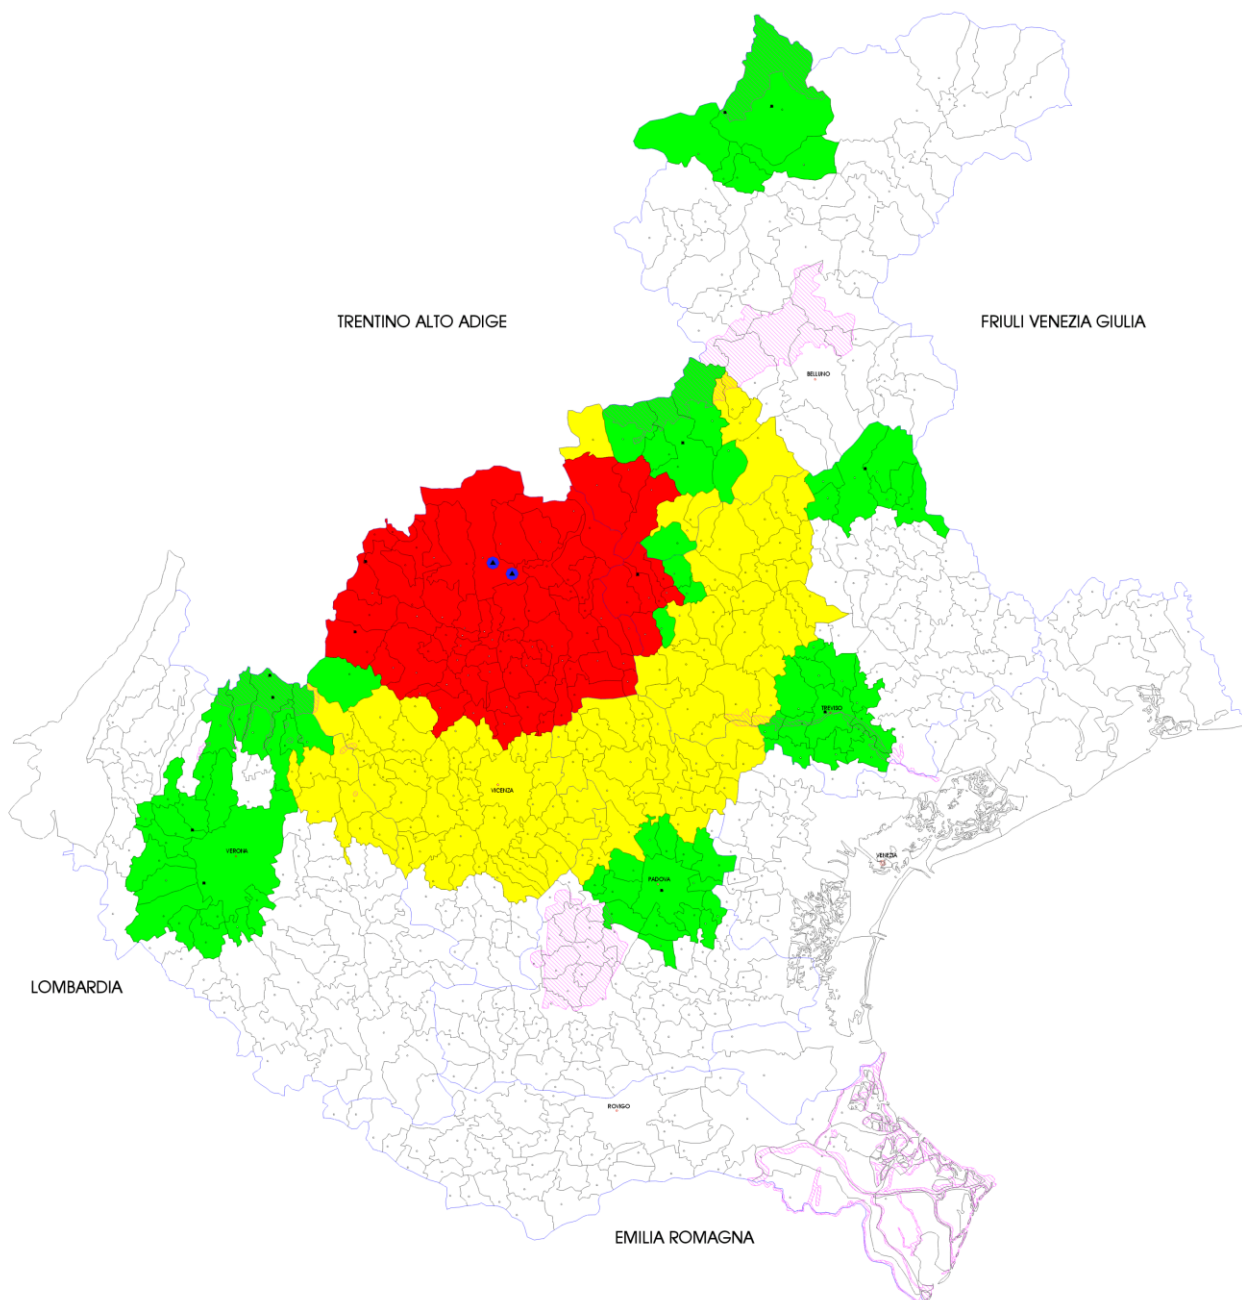 TRENTINO ALTO ADIGE
FRIULI VENEZIA GIULIA
BELLUNO
TREVISO
VICENZA
VERONA
VENEZIA
PADOVA
LOMBARDIA
ROVIGO
EMILIA ROMAGNA